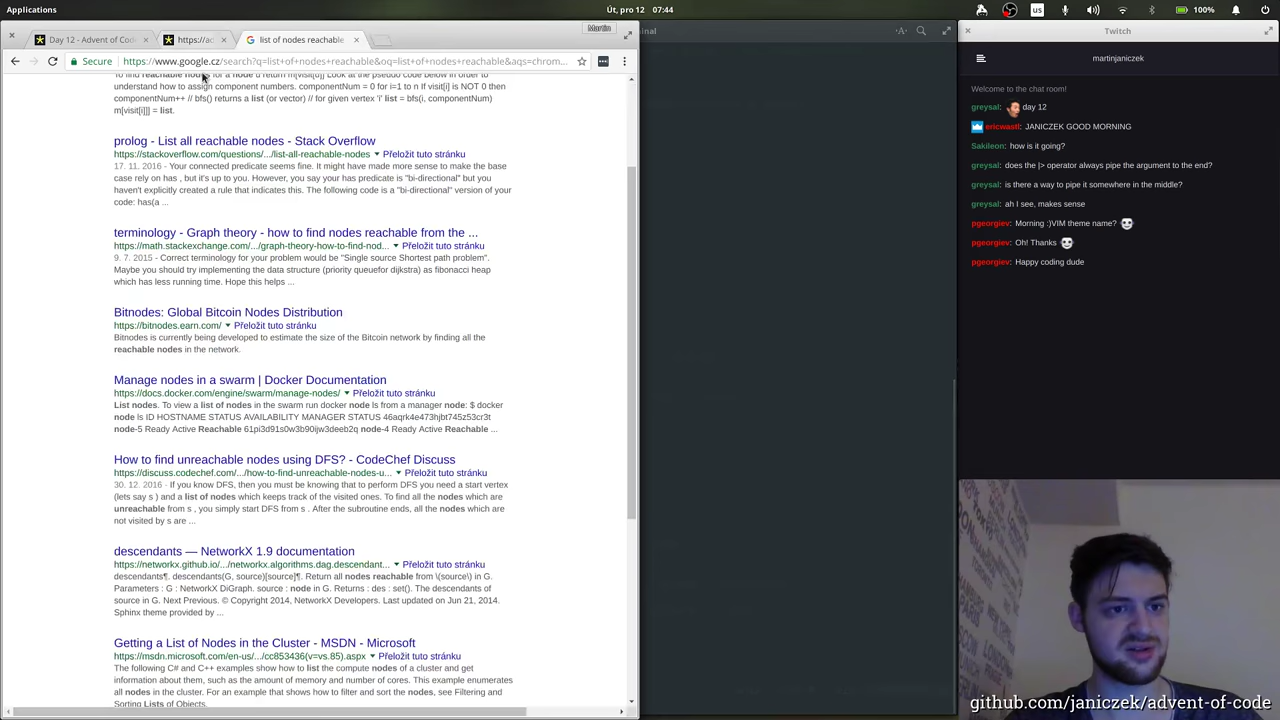 Applications
us
100%
Út, pro 12 07:44
Martin
Day 12 - Advent of Cod
https://ad
list of nodes reachable
Secure
https://www.google.cz/search?q=list+of+nodes+reachable&oq=list+of+nodes+reachable&aqs=chrom...
To find reachable nodes for a node u return m[visit[u]] Look at the pseudo code below in order to
understand how to assign component numbers. componentNum = 0 for i=1 to n If visit[i] is NOT 0 then
componentNum++ // bfs() returns a list (or vector) // for given vertex 'i' list = bfs(i, componentNum)
m[visit[i]] = list.
prolog - List all reachable nodes - Stack Overflow
https://stackoverflow.com/questions/.../list-all-reachable-nodes Přeložit tuto stránku
17. 11. 2016 - Your connected predicate seems fine. It might have made more sense to make the base
case rely on has , but it's up to you. However, you say your has predicate is "bi-directional" but you
haven't explicitly created a rule that indicates this. The following code is a "bi-directional" version of your
code: has(a ...
terminology - Graph theory - how to find nodes reachable from the ...
https://math.stackexchange.com/.../graph-theory-how-to-find-nod... Přeložit tuto stránku
9. 7. 2015 - Correct terminology for your problem would be "Single source Shortest path problem".
Maybe you should try implementing the data structure (priority queuefor dijkstra) as fibonacci heap
which has less running time. Hope this helps ...
Bitnodes: Global Bitcoin Nodes Distribution
https://bitnodes.earn.com/ Přeložit tuto stránku
Bitnodes is currently being developed to estimate the size of the Bitcoin network by finding all the
reachable nodes in the network.
Manage nodes in a swarm | Docker Documentation
https://docs.docker.com/engine/swarm/manage-nodes/ Přeložit tuto stránku
List nodes. To view a list of nodes in the swarm run docker node ls from a manager node: $ docker
node ls ID HOSTNAME STATUS AVAILABILITY MANAGER STATUS 46aqrk4e473hjbt745z53cr3t
node-5 Ready Active Reachable 61pi3d91s0w3b90ijw3deeb2q node-4 Ready Active Reachable ...
How to find unreachable nodes using DFS? - CodeChef Discuss
https://discuss.codechef.com/.../how-to-find-unreachable-nodes-u... Přeložit tuto stránku
30. 12. 2016 - If you know DFS, then you must be knowing that to perform DFS you need a start vertex
(lets say s ) and a list of nodes which keeps track of the visited ones. To find all the nodes which are
unreachable from s , you simply start DFS from s . After the subroutine ends, all the nodes which are
not visited by s are ...
descendants — NetworkX 1.9 documentation
https://networkx.github.io/.../networkx.algorithms.dag.descendant... Přeložit tuto stránku
descendants¶. descendants(G, source)[source]¶. Return all nodes reachable from \(source\) in G.
Parameters : G : NetworkX DiGraph. source : node in G. Returns : des : set(). The descendants of
source in G. Next Previous. © Copyright 2014, NetworkX Developers. Last updated on Jun 21, 2014.
Sphinx theme provided by ...
Getting a List of Nodes in the Cluster - MSDN - Microsoft
https://msdn.microsoft.com/en-us/.../cc853436(v=vs.85).aspx Přeložit tuto stránku
The following C# and C++ examples show how to list the compute nodes of a cluster and get
information about them, such as the amount of memory and number of cores. This example enumerates
all nodes in the cluster. For an example that shows how to filter and sort the nodes, see Filtering and
Sorting Lists of Objects.
Twitch
martinjaniczek
Welcome to the chat room!
greysal: day 12
ericwastl: JANICZEK GOOD MORNING
Sakileon: how is it going?
greysal: does the |> operator always pipe the argument to the end?
greysal: is there a way to pipe it somewhere in the middle?
greysal: ah I see, makes sense
pgeorgiev: Morning :)VIM theme name?
pgeorgiev: Oh! Thanks
pgeorgiev: Happy coding dude
github.com/janiczek/advent-of-code